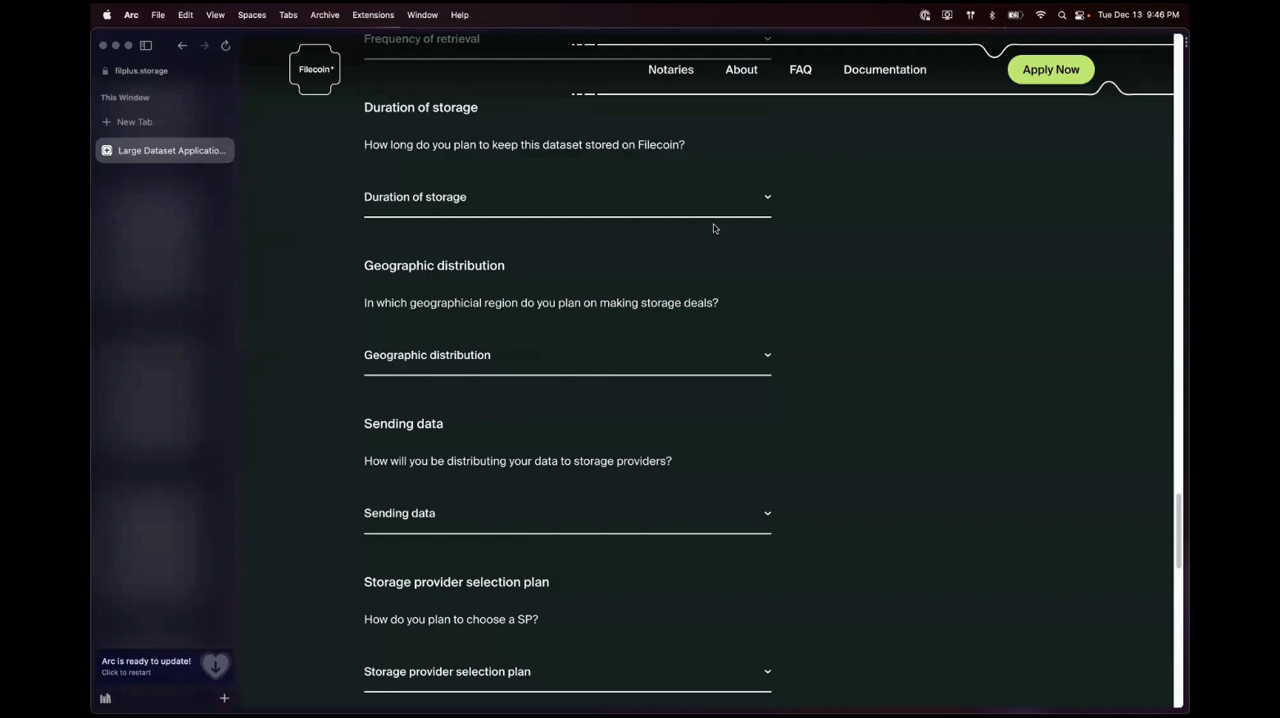 Arc File Edit View Spaces Tabs Archive Extensions Window Help Tue Dec 13 9:46 PM
filplus.storage
This Window
New Tab
Large Dataset Applicatio...
Arc is ready to update!
Click to restart
Frequency of retrieval
Filecoin+
Notaries About FAQ Documentation Apply Now
Duration of storage
How long do you plan to keep this dataset stored on Filecoin?
Duration of storage
Geographic distribution
In which geographicial region do you plan on making storage deals?
Geographic distribution
Sending data
How will you be distributing your data to storage providers?
Sending data
Storage provider selection plan
How do you plan to choose a SP?
Storage provider selection plan